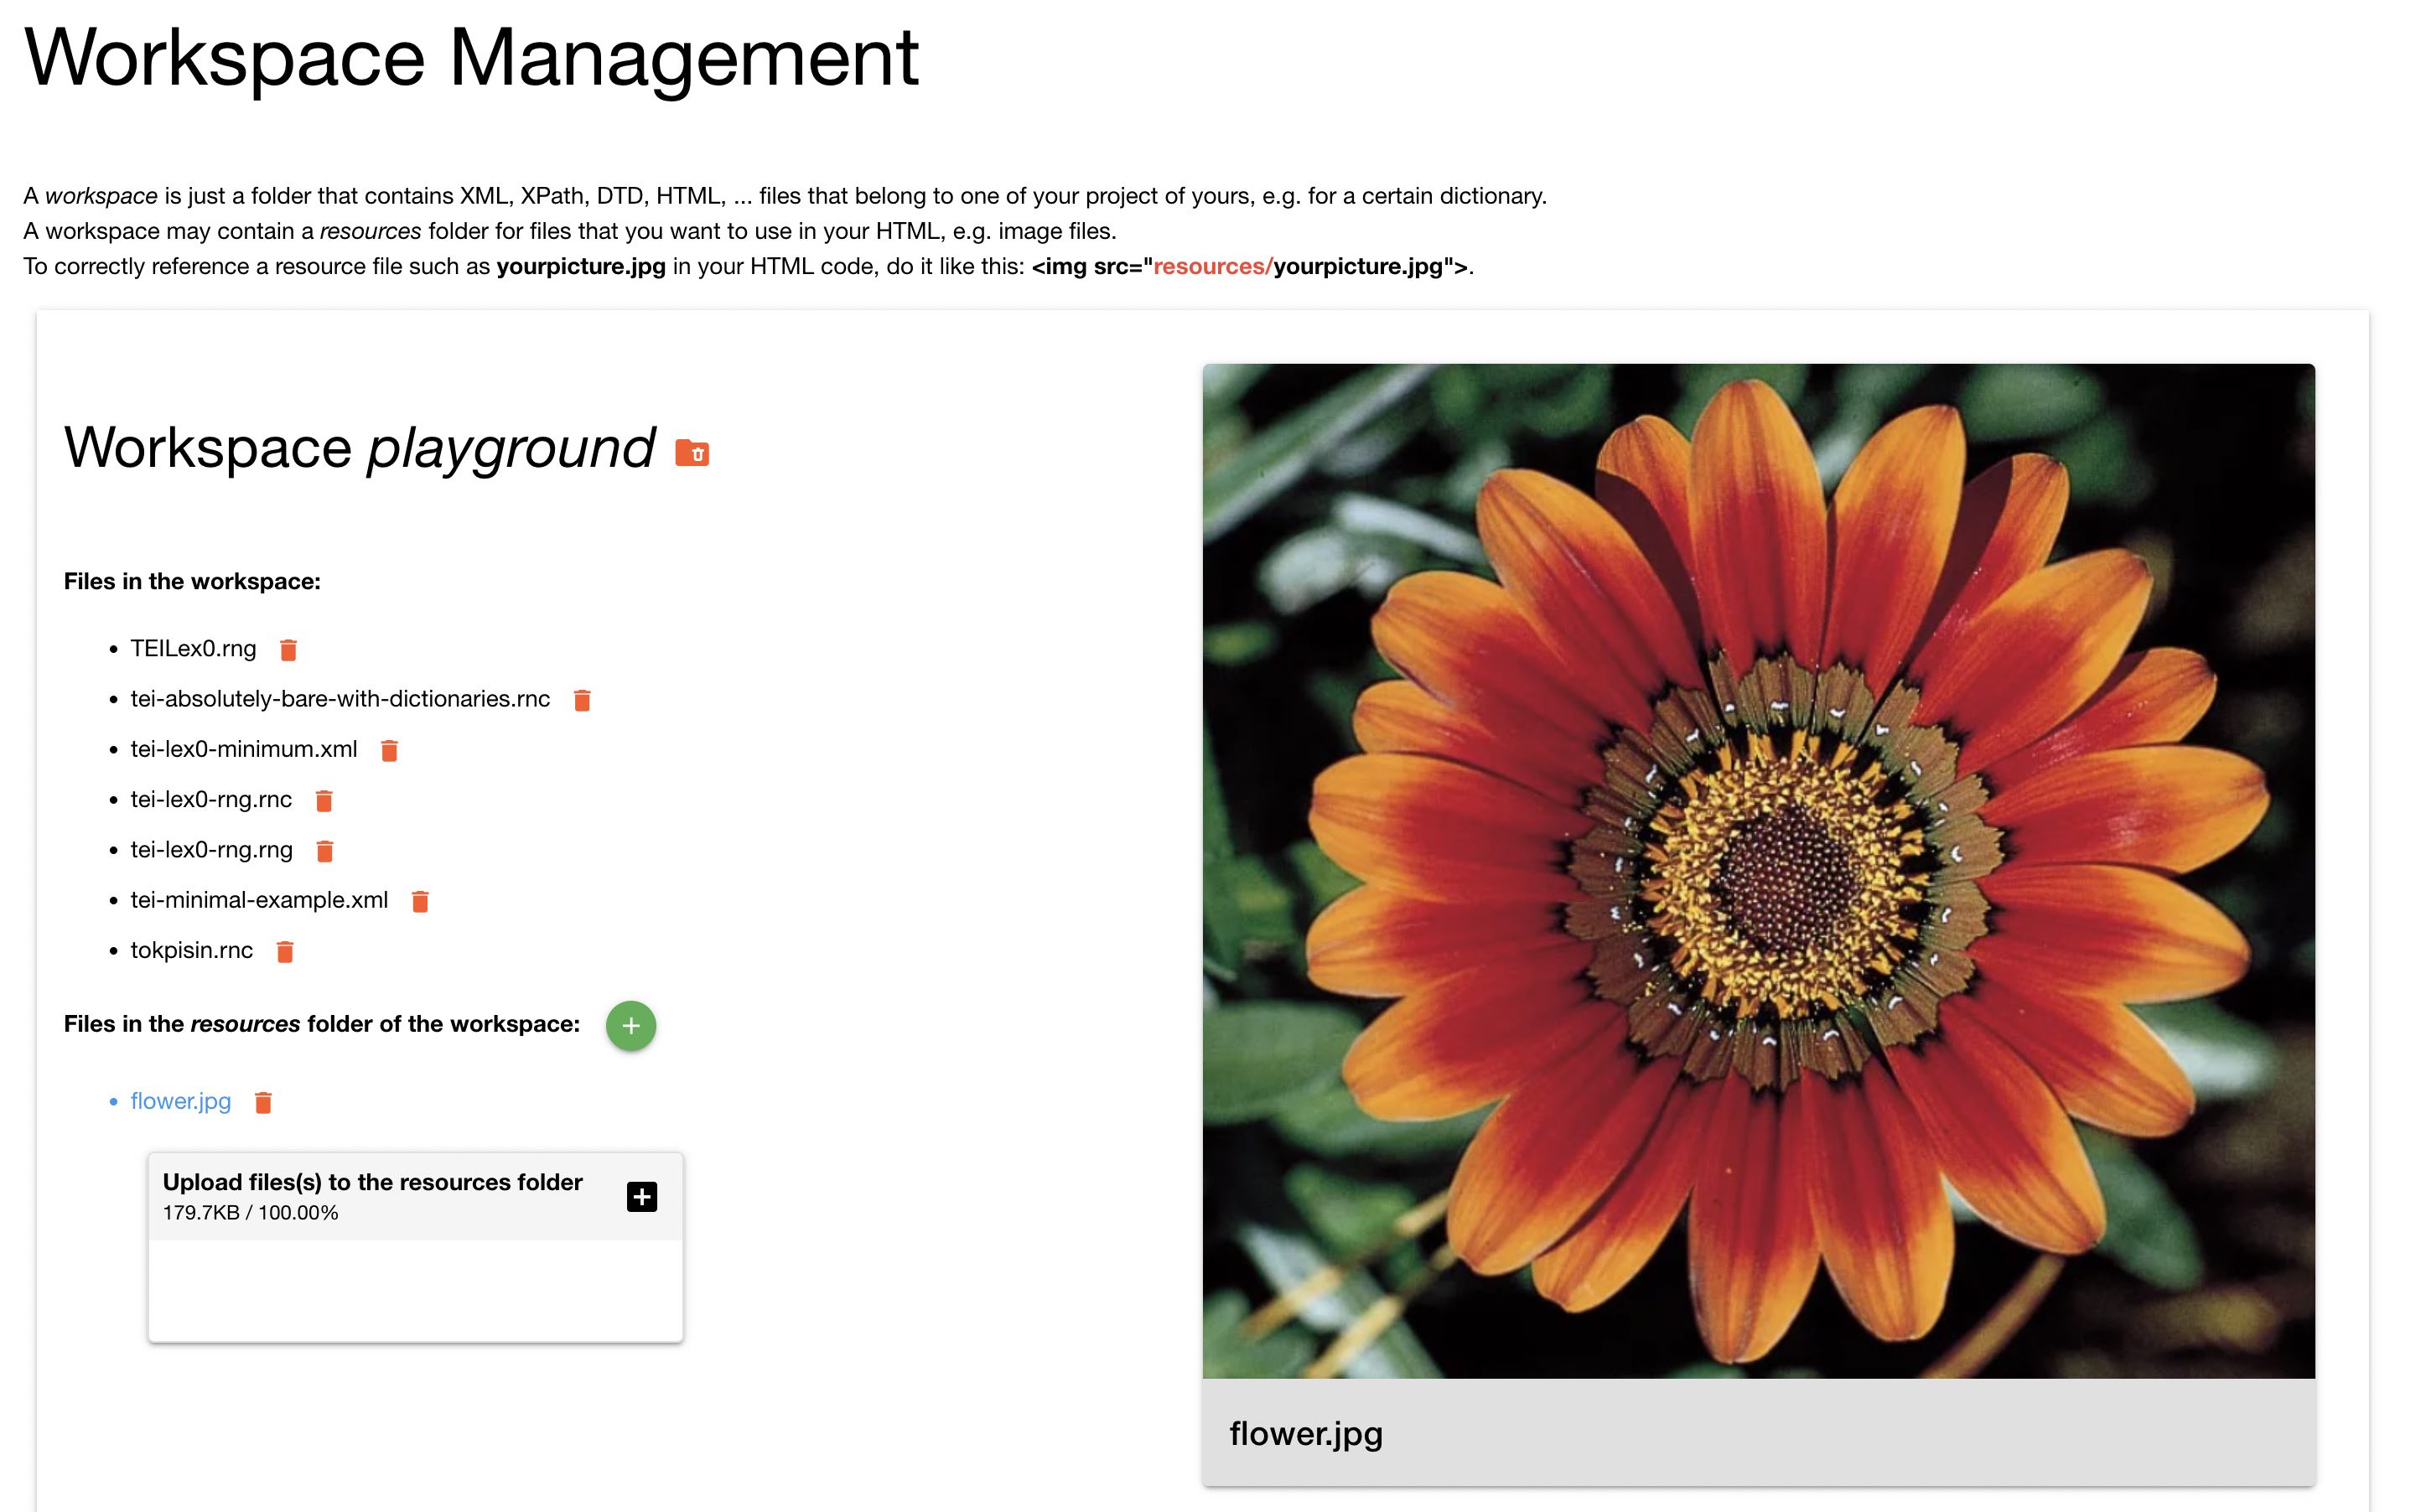 Workspace Management
A workspace is just a folder that contains XML, XPath, DTD, HTML, ... files that belong to one of your project of yours, e.g. for a certain dictionary.
A workspace may contain a resources folder for files that you want to use in your HTML, e.g. image files.
To correctly reference a resource file such as yourpicture.jpg in your HTML code, do it like this: <img src="resources/yourpicture.jpg">.
Workspace playground
Files in the workspace:
• TEILex0.rng
• tei-absolutely-bare-with-dictionaries.rnc
• tei-lex0-minimum.xml
• tei-lex0-rng.rnc
• tei-lex0-rng.rng
• tei-minimal-example.xml
• tokpisin.rnc
Files in the resources folder of the workspace:
• flower.jpg
Upload files(s) to the resources folder
179.7KB / 100.00%
flower.jpg